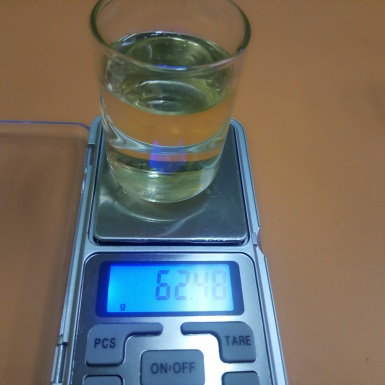 62.48
g
PCS
TARE
ON/OFF